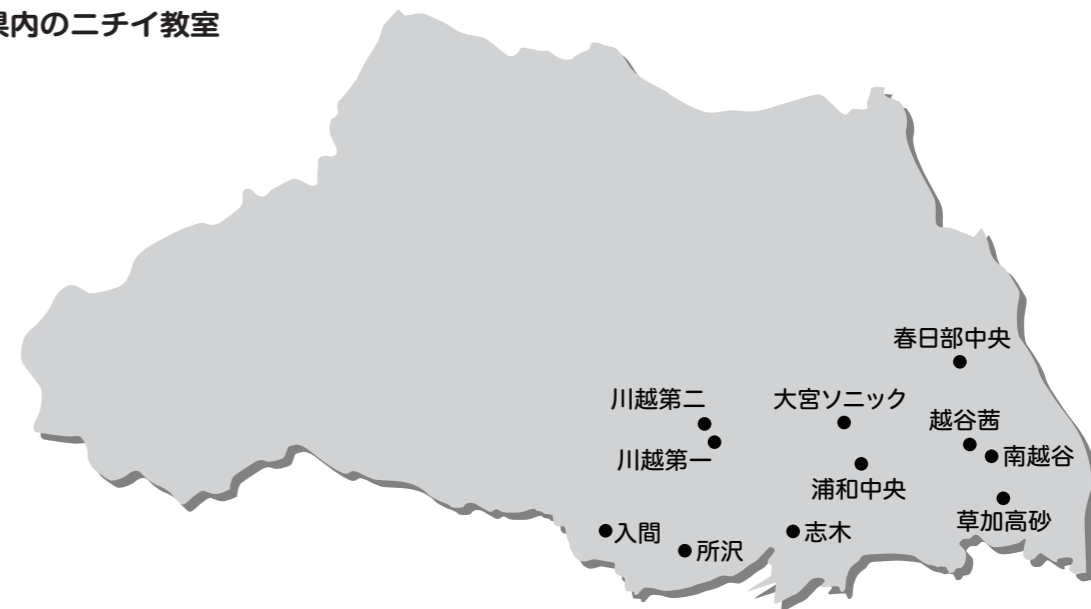 県内のニチイ教室
春日部中央
川越第二
大宮ソニック
越谷茜
川越第一
南越谷
浦和中央
草加高砂
入間
所沢
志木